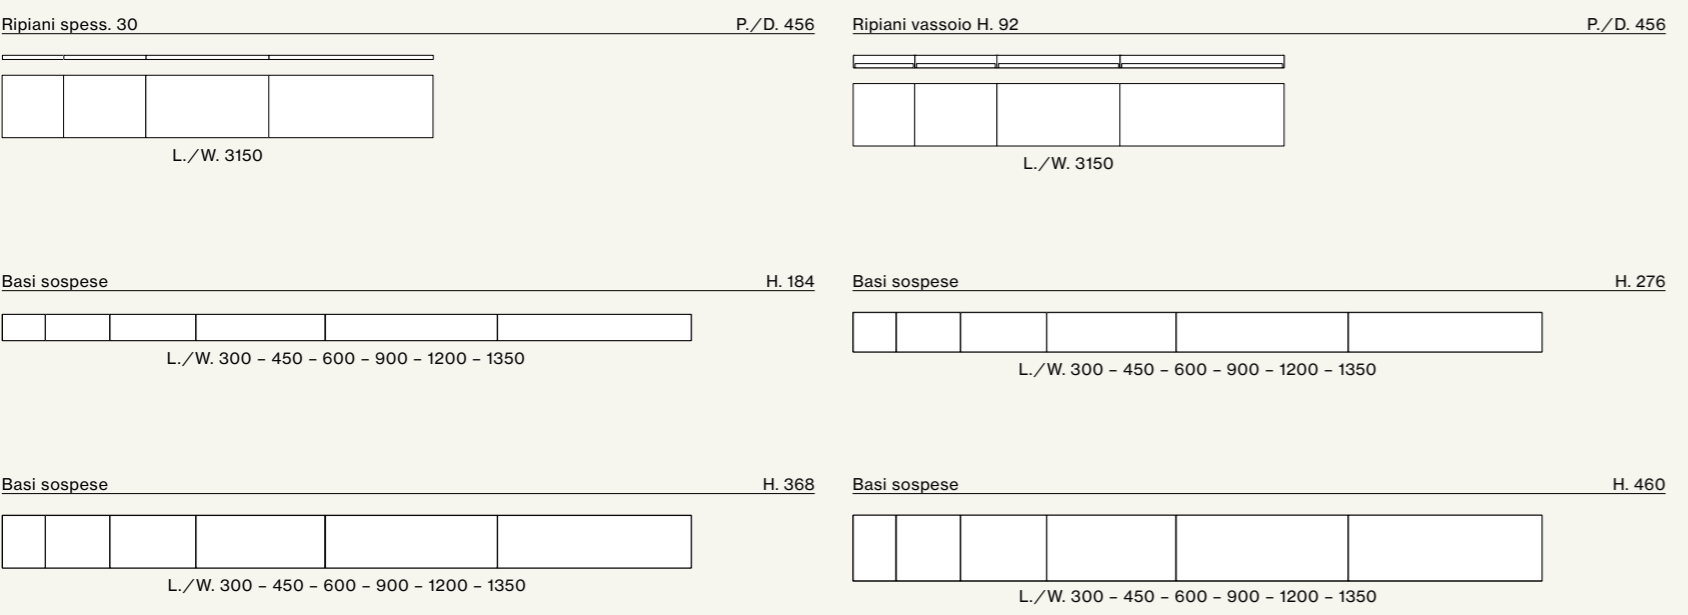 Ripiani spess. 30 P./D. 456
L./W. 3150
Ripiani vassoio H. 92 P./D. 456
L./W. 3150
Basi sospese H. 184
L./W. 300 – 450 – 600 – 900 – 1200 – 1350
Basi sospese H. 276
L./W. 300 – 450 – 600 – 900 – 1200 – 1350
Basi sospese H. 368
L./W. 300 – 450 – 600 – 900 – 1200 – 1350
Basi sospese H. 460
L./W. 300 – 450 – 600 – 900 – 1200 – 1350